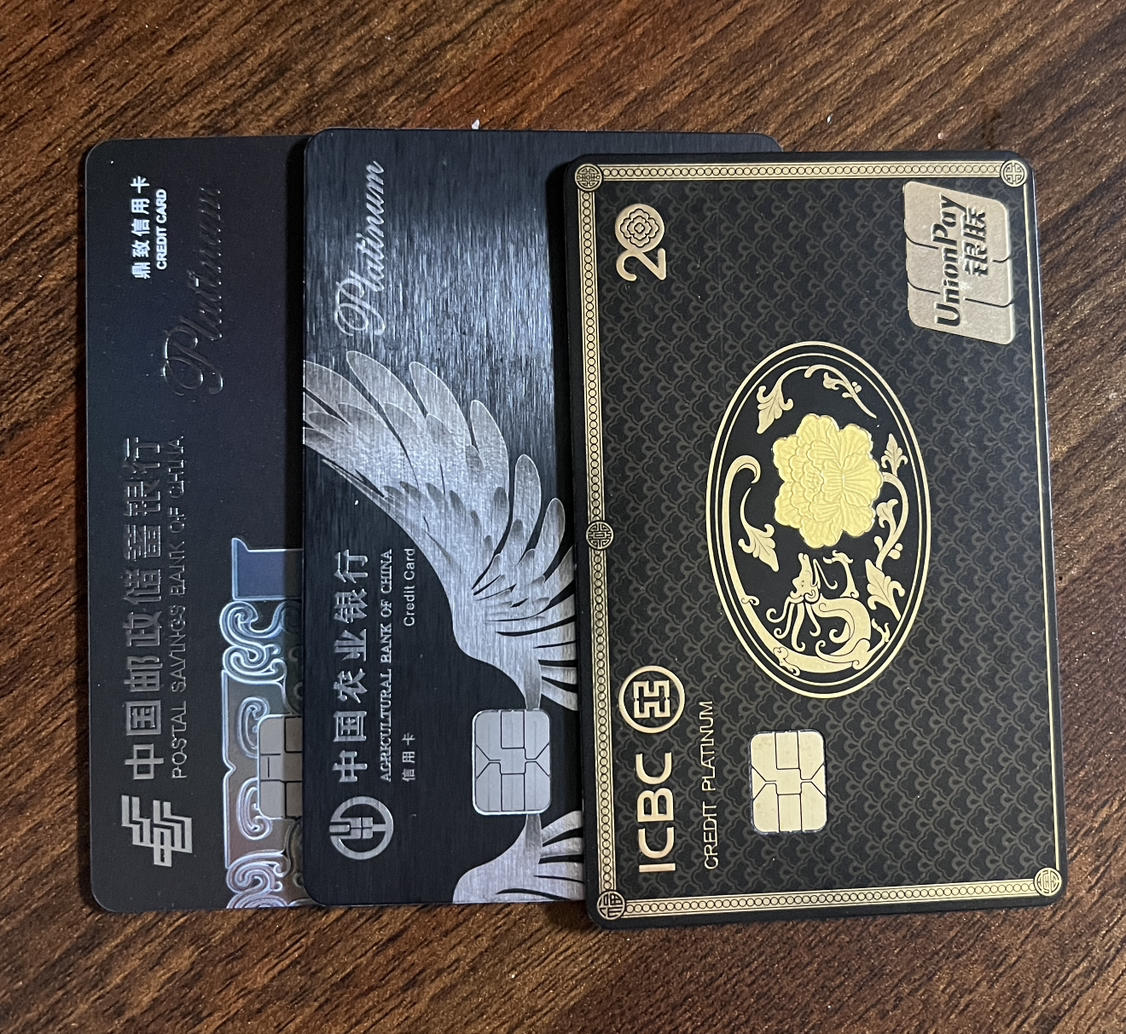 中国邮政储蓄银行
POSTAL SAVINGS BANK OF CHINA
鼎致信用卡
CREDIT CARD
Platinum
中国农业银行
AGRICULTURAL BANK OF CHINA
信用卡 Credit Card
Platinum
ICBC
CREDIT PLATINUM
20
UnionPay
银联
福